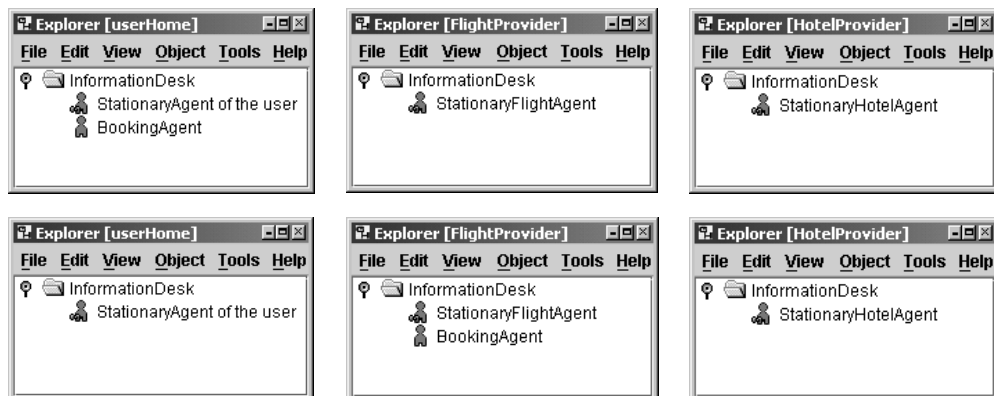 Explorer [userHome]
File Edit View Object Tools Help
InformationDesk
StationaryAgent of the user
BookingAgent
Explorer [FlightProvider]
File Edit View Object Tools Help
InformationDesk
StationaryFlightAgent
Explorer [HotelProvider]
File Edit View Object Tools Help
InformationDesk
StationaryHotelAgent
Explorer [userHome]
File Edit View Object Tools Help
InformationDesk
StationaryAgent of the user
Explorer [FlightProvider]
File Edit View Object Tools Help
InformationDesk
StationaryFlightAgent
BookingAgent
Explorer [HotelProvider]
File Edit View Object Tools Help
InformationDesk
StationaryHotelAgent